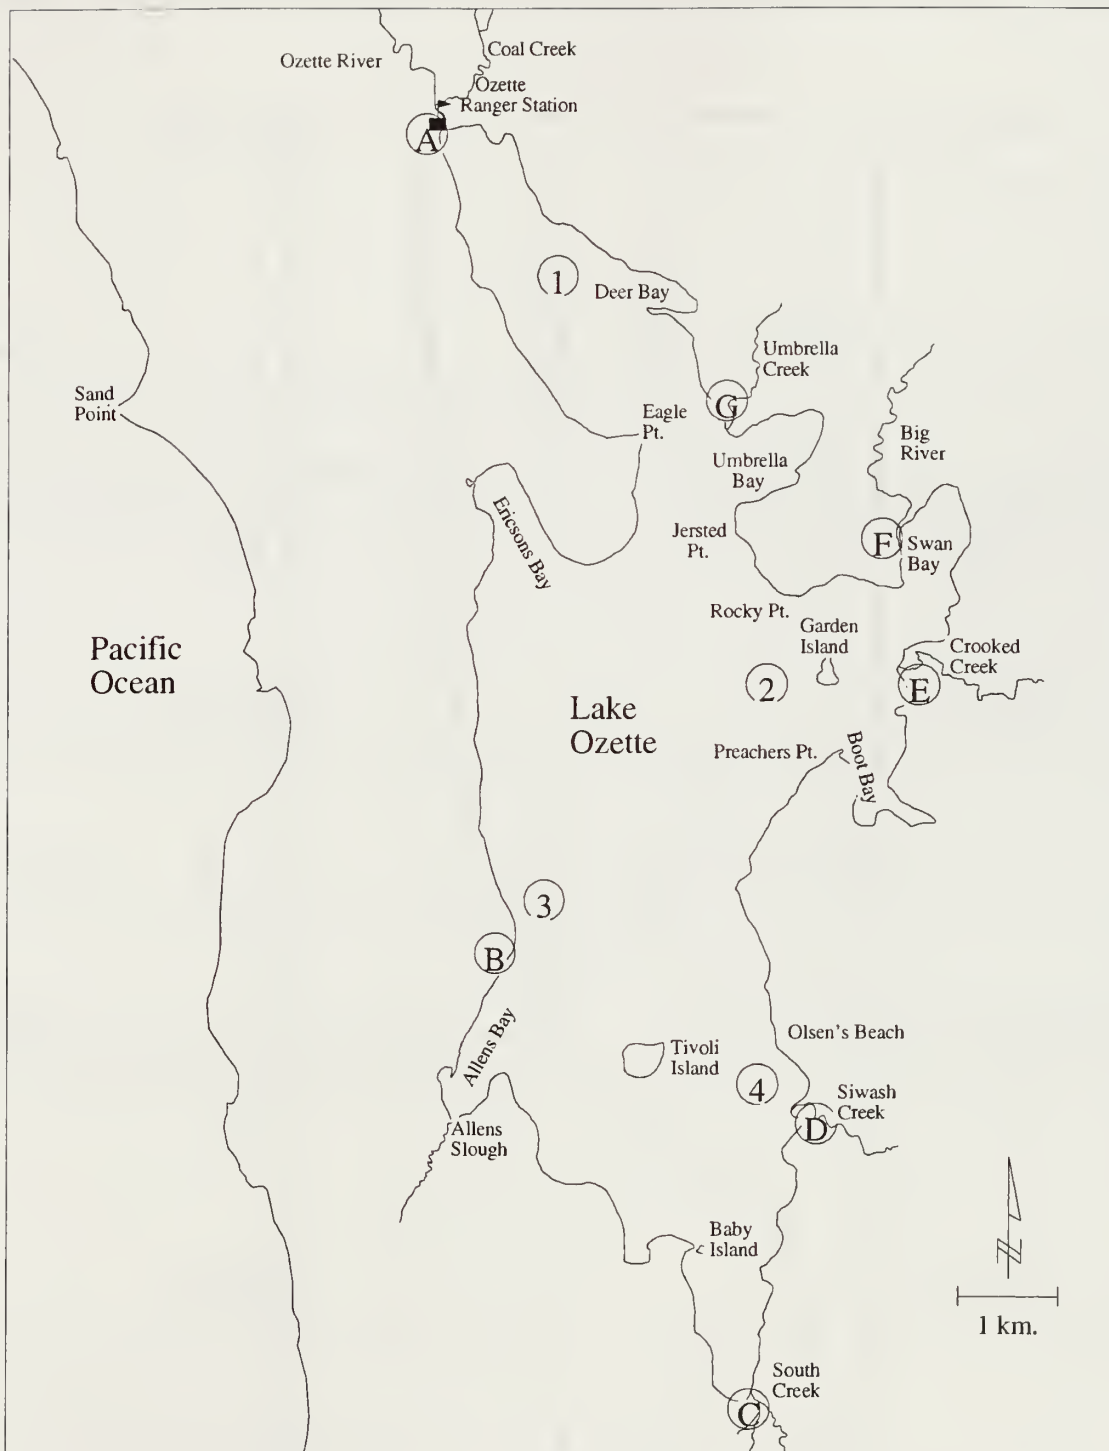 Coal Creek
Ozette River
Ozette
Ranger Station
A
1
Deer Bay
Umbrella
Creek
Sand
Point
G
Eagle
Pt.
Big
River
Umbrella
Bay
Ericsons Bay
Jersted
Pt.
F
Swan
Bay
Rocky Pt.
Garden
Island
Pacific
Ocean
Crooked
Creek
2
E
Lake
Ozette
Preachers Pt.
Boot Bay
3
B
Allens Bay
Olsen's Beach
Tivoli
Island
4
Siwash
Creek
D
Allens
Slough
Baby
Island
1 km.
South
Creek
C